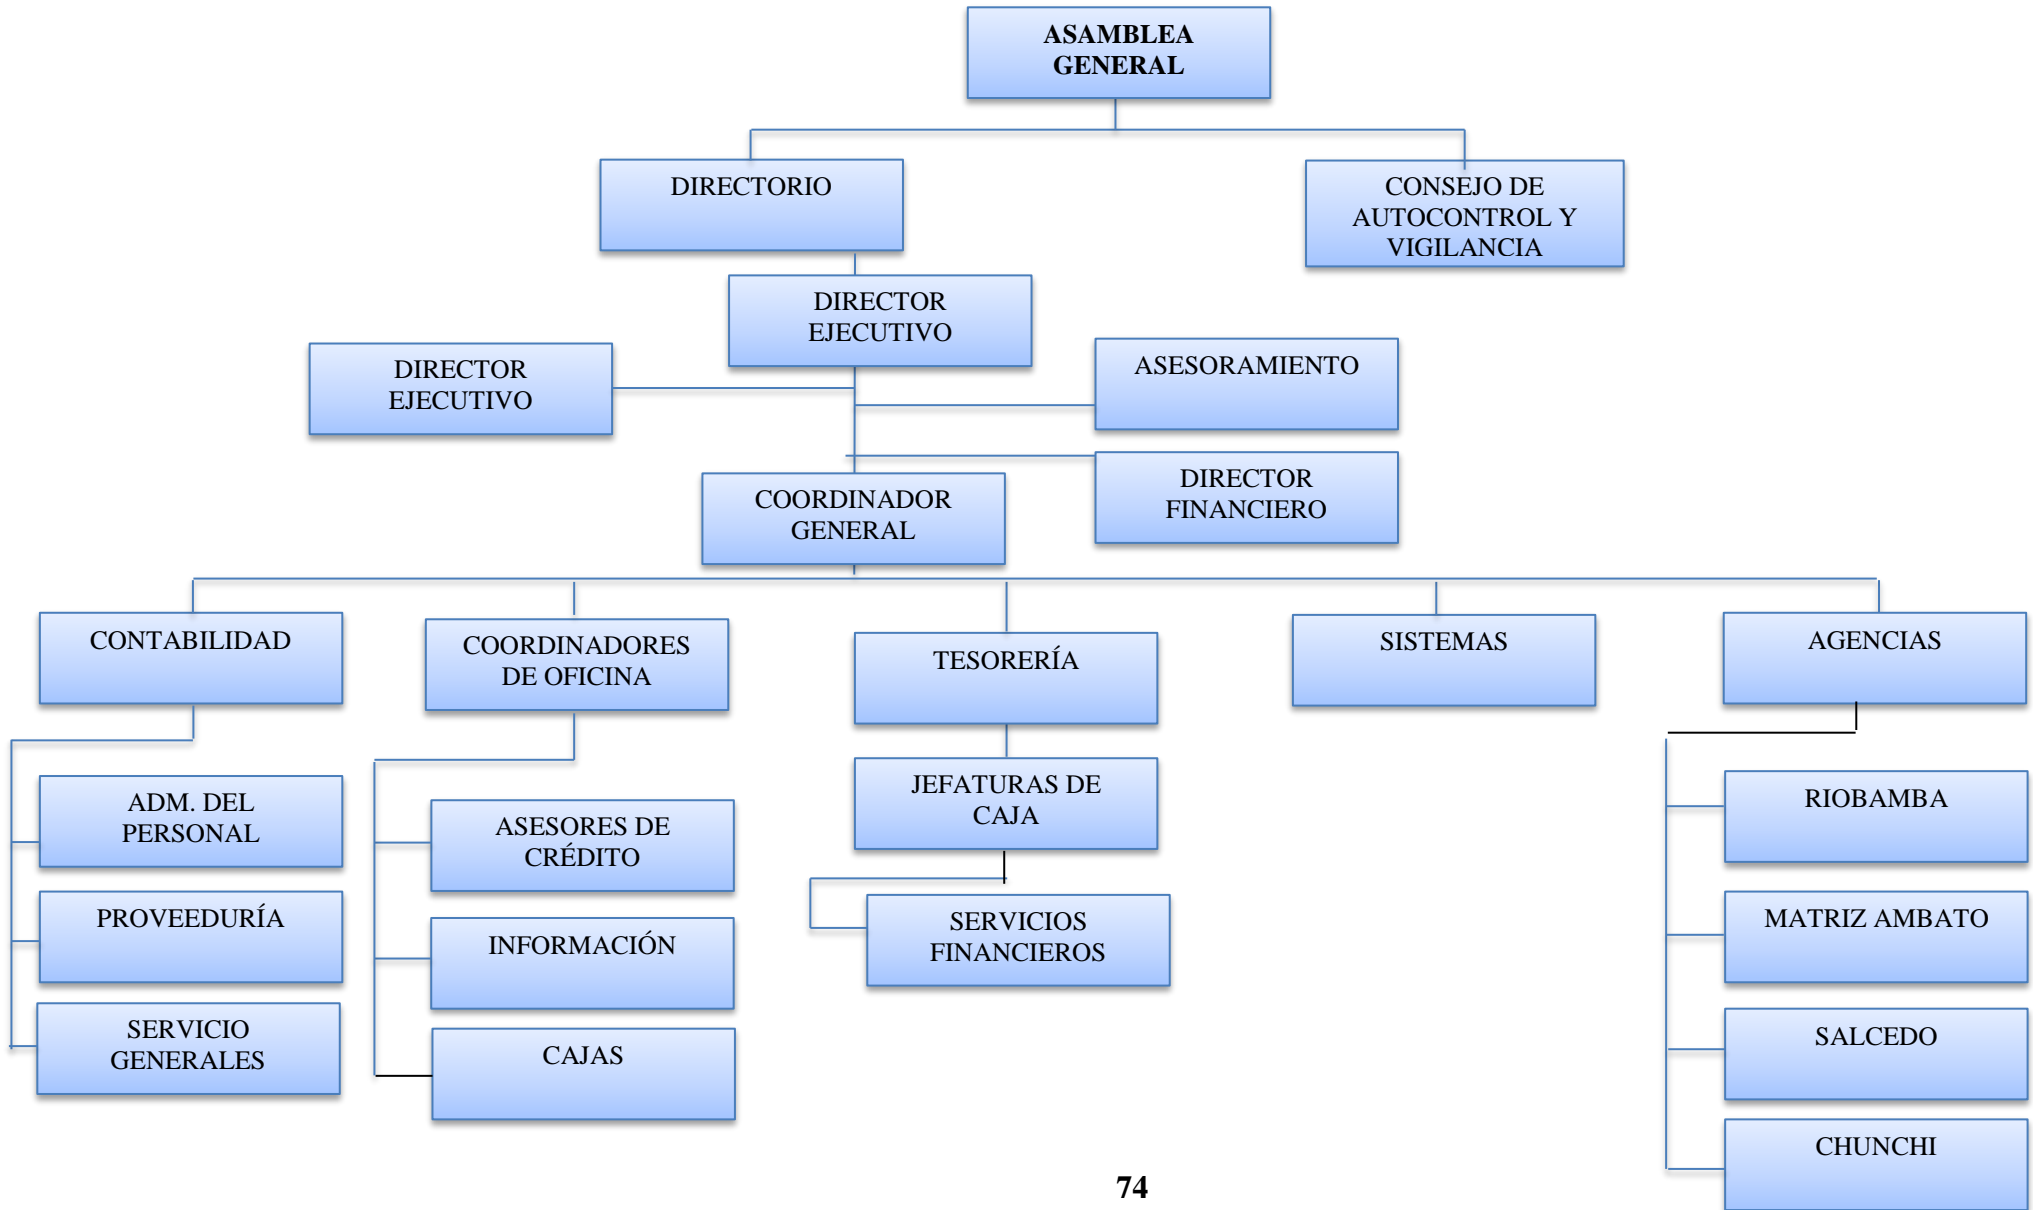 ASAMBLEA
GENERAL
DIRECTORIO
CONSEJO DE
AUTOCONTROL Y
VIGILANCIA
DIRECTOR
EJECUTIVO
DIRECTOR
EJECUTIVO
ASESORAMIENTO
DIRECTOR
FINANCIERO
COORDINADOR
GENERAL
CONTABILIDAD
COORDINADORES
DE OFICINA
TESORERÍA
SISTEMAS
AGENCIAS
ADM. DEL
PERSONAL
PROVEEDURÍA
SERVICIO
GENERALES
ASESORES DE
CRÉDITO
INFORMACIÓN
CAJAS
JEFATURAS DE
CAJA
SERVICIOS
FINANCIEROS
RIOBAMBA
MATRIZ AMBATO
SALCEDO
CHUNCHI
74